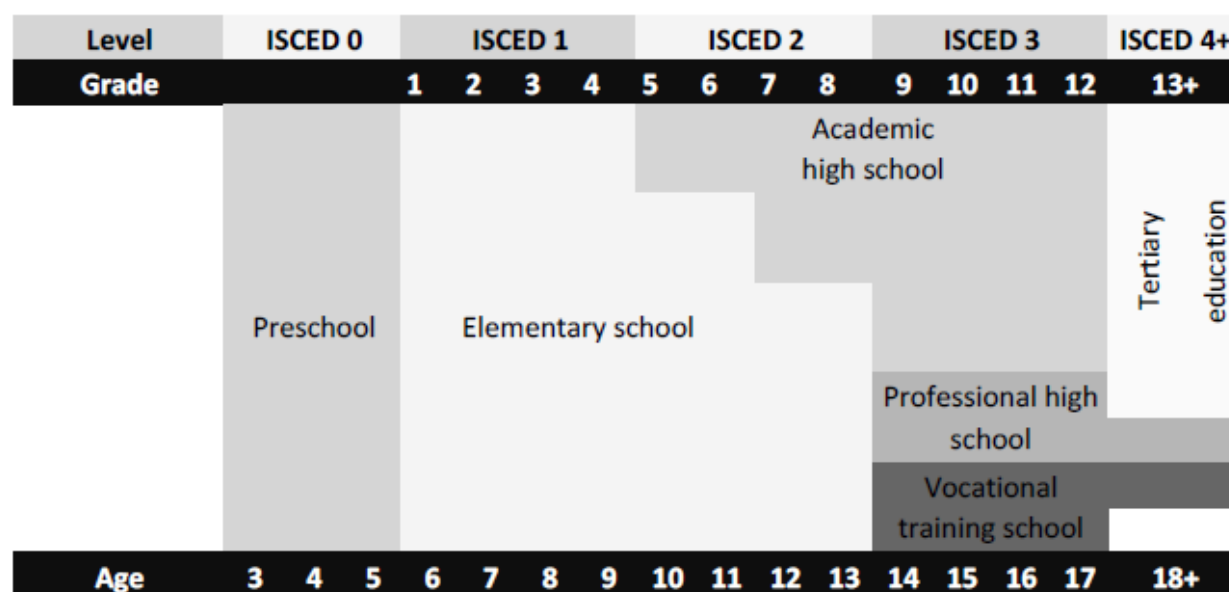 Level ISCED 0 ISCED 1 ISCED 2 ISCED 3 ISCED 4+
Grade 1 2 3 4 5 6 7 8 9 10 11 12 13+
Academic
high school
Tertiary
education
Preschool
Elementary school
Professional high
school
Vocational
training school
Age 3 4 5 6 7 8 9 10 11 12 13 14 15 16 17 18+